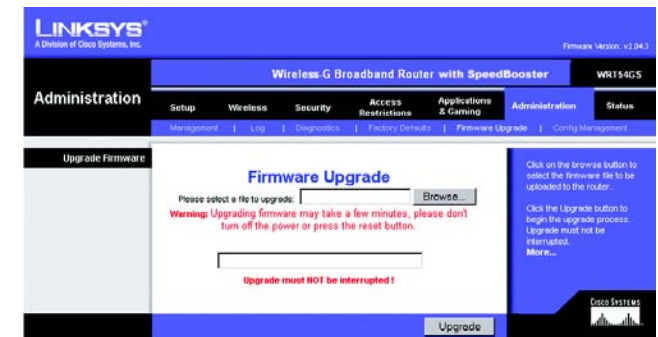 LINKSYS®
A Division of Cisco Systems, Inc.
Firmware Version: v2.04.3
Wireless-G Broadband Router with SpeedBooster
WRT54GS
Administration
Setup
Wireless
Security
Access Restrictions
Applications & Gaming
Administration
Status
Management | Log | Diagnostics | Factory Defaults | Firmware Upgrade | Config Management
Upgrade Firmware
Firmware Upgrade
Please select a file to upgrade:
Browse...
Warning: Upgrading firmware may take a few minutes, please don't
turn off the power or press the reset button.
Upgrade must NOT be interrupted !
Click on the browse button to
select the firmware file to be
uploaded to the router.
Click the Upgrade button to
begin the upgrade process.
Upgrade must not be
interrupted.
More...
Upgrade
CISCO SYSTEMS